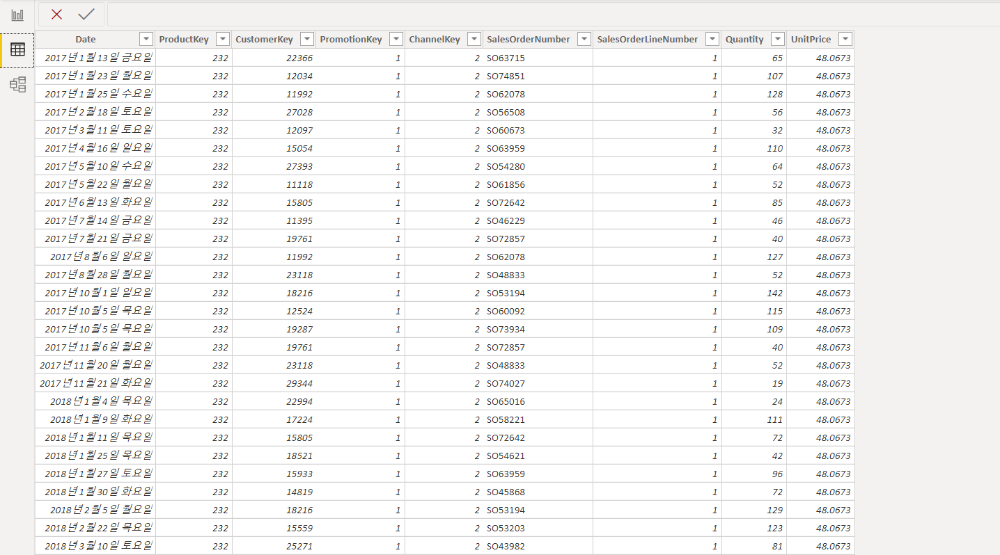 Date ProductKey CustomerKey PromotionKey ChannelKey SalesOrderNumber SalesOrderLineNumber Quantity UnitPrice
2017년 1월 13일 금요일 232 22366 1 2 SO63715 1 65 48.0673
2017년 1월 23일 월요일 232 12034 1 2 SO74851 1 107 48.0673
2017년 1월 25일 수요일 232 11992 1 2 SO62078 1 128 48.0673
2017년 2월 18일 토요일 232 27028 1 2 SO56508 1 56 48.0673
2017년 3월 11일 토요일 232 12097 1 2 SO60673 1 32 48.0673
2017년 4월 16일 일요일 232 15054 1 2 SO63959 1 110 48.0673
2017년 5월 10일 수요일 232 27393 1 2 SO54280 1 64 48.0673
2017년 5월 22일 월요일 232 11118 1 2 SO61856 1 52 48.0673
2017년 6월 13일 화요일 232 15805 1 2 SO72642 1 85 48.0673
2017년 7월 14일 금요일 232 11395 1 2 SO46229 1 46 48.0673
2017년 7월 21일 금요일 232 19761 1 2 SO72857 1 40 48.0673
2017년 8월 6일 일요일 232 11992 1 2 SO62078 1 127 48.0673
2017년 8월 28일 월요일 232 23118 1 2 SO48833 1 52 48.0673
2017년 10월 1일 일요일 232 18216 1 2 SO53194 1 142 48.0673
2017년 10월 5일 목요일 232 12524 1 2 SO60092 1 115 48.0673
2017년 10월 5일 목요일 232 19287 1 2 SO73934 1 109 48.0673
2017년 11월 6일 월요일 232 19761 1 2 SO72857 1 40 48.0673
2017년 11월 20일 월요일 232 23118 1 2 SO48833 1 52 48.0673
2017년 11월 21일 화요일 232 29344 1 2 SO74027 1 19 48.0673
2018년 1월 4일 목요일 232 22994 1 2 SO65016 1 24 48.0673
2018년 1월 9일 화요일 232 17224 1 2 SO58221 1 111 48.0673
2018년 1월 11일 목요일 232 15805 1 2 SO72642 1 72 48.0673
2018년 1월 25일 목요일 232 18521 1 2 SO54621 1 42 48.0673
2018년 1월 27일 토요일 232 15933 1 2 SO63959 1 96 48.0673
2018년 1월 30일 화요일 232 14819 1 2 SO45868 1 72 48.0673
2018년 2월 5일 월요일 232 18216 1 2 SO53194 1 129 48.0673
2018년 2월 22일 목요일 232 15559 1 2 SO53203 1 123 48.0673
2018년 3월 10일 토요일 232 25271 1 2 SO43982 1 81 48.0673